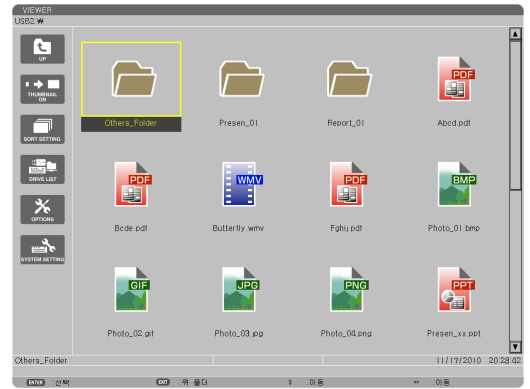 VIEWER
USB2:₩
UP
THUMBNAIL
ON
SORT SETTING
DRIVE LIST
OPTIONS
SYSTEM SETTING
PDF
Others_Folder
Presen_01
Report_01
Abcd.pdf
PDF
WMV
PDF
BMP
Bcde.pdf
Butterfly.wmv
Fghij.pdf
Photo_01.bmp
GIF
JPG
PNG
PPT
Photo_02.gif
Photo_03.jpg
Photo_04.png
Presen_xx.ppt
Others_Folder
11/17/2010 20:28:42
ENTER :선택
EXIT :위 폴더
:이동
:이동